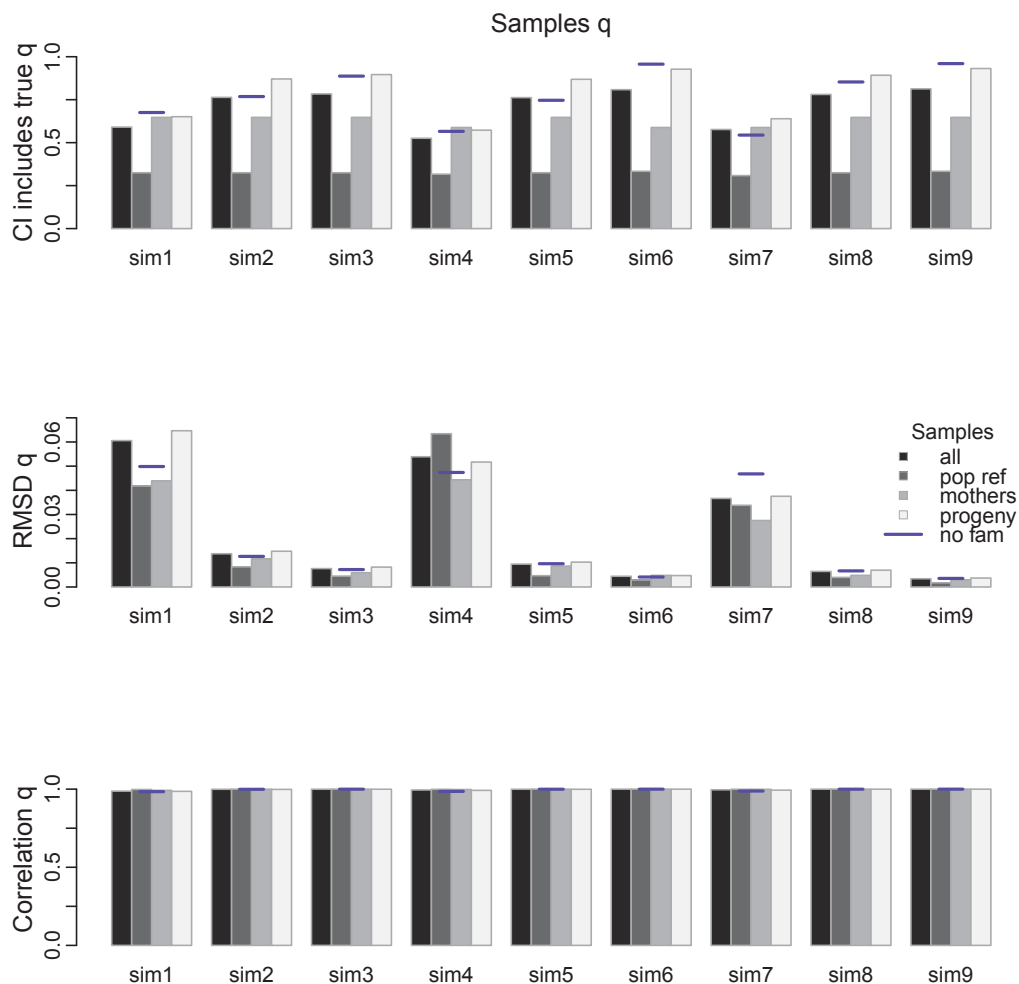 Samples q
CI includes true q
1.0
0.5
0.0
sim1 sim2 sim3 sim4 sim5 sim6 sim7 sim8 sim9
RMSD q
0.06
0.03
0.00
Samples
all
pop ref
mothers
progeny
no fam
sim1 sim2 sim3 sim4 sim5 sim6 sim7 sim8 sim9
Correlation q
1.0
0.5
0.0
sim1 sim2 sim3 sim4 sim5 sim6 sim7 sim8 sim9